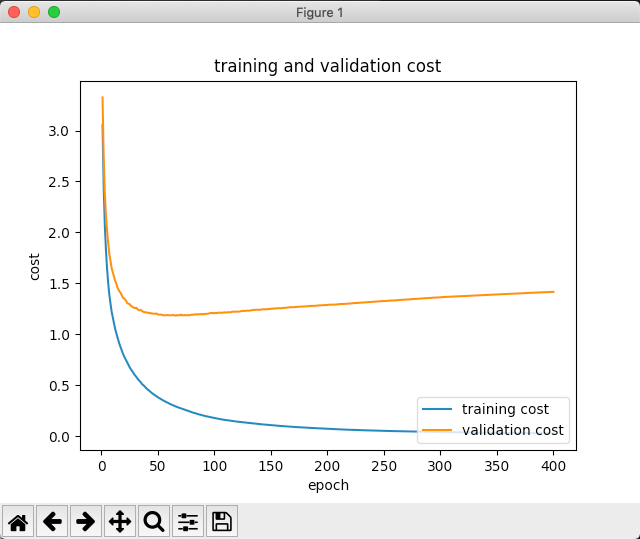 Figure 1
training and validation cost
3.0
2.5
2.0
1.5
1.0
0.5
0.0
cost
0 50 100 150 200 250 300 350 400
epoch
training cost
validation cost